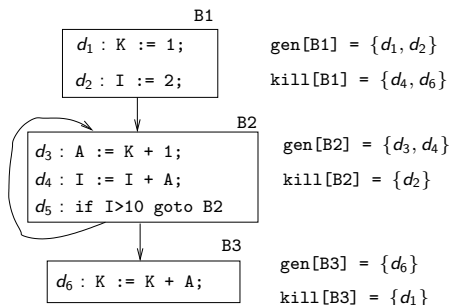 B1
d₁ : K := 1;
d₂ : I := 2;
gen[B1] = {d₁, d₂}
kill[B1] = {d₄, d₆}
B2
d₃ : A := K + 1;
d₄ : I := I + A;
d₅ : if I>10 goto B2
gen[B2] = {d₃, d₄}
kill[B2] = {d₂}
B3
d₆ : K := K + A;
gen[B3] = {d₆}
kill[B3] = {d₁}